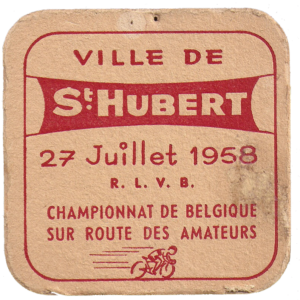 VILLE DE
St. HUBERT
27 Juillet 1958
R. L. V. B.
CHAMPIONNAT DE BELGIQUE
SUR ROUTE DES AMATEURS